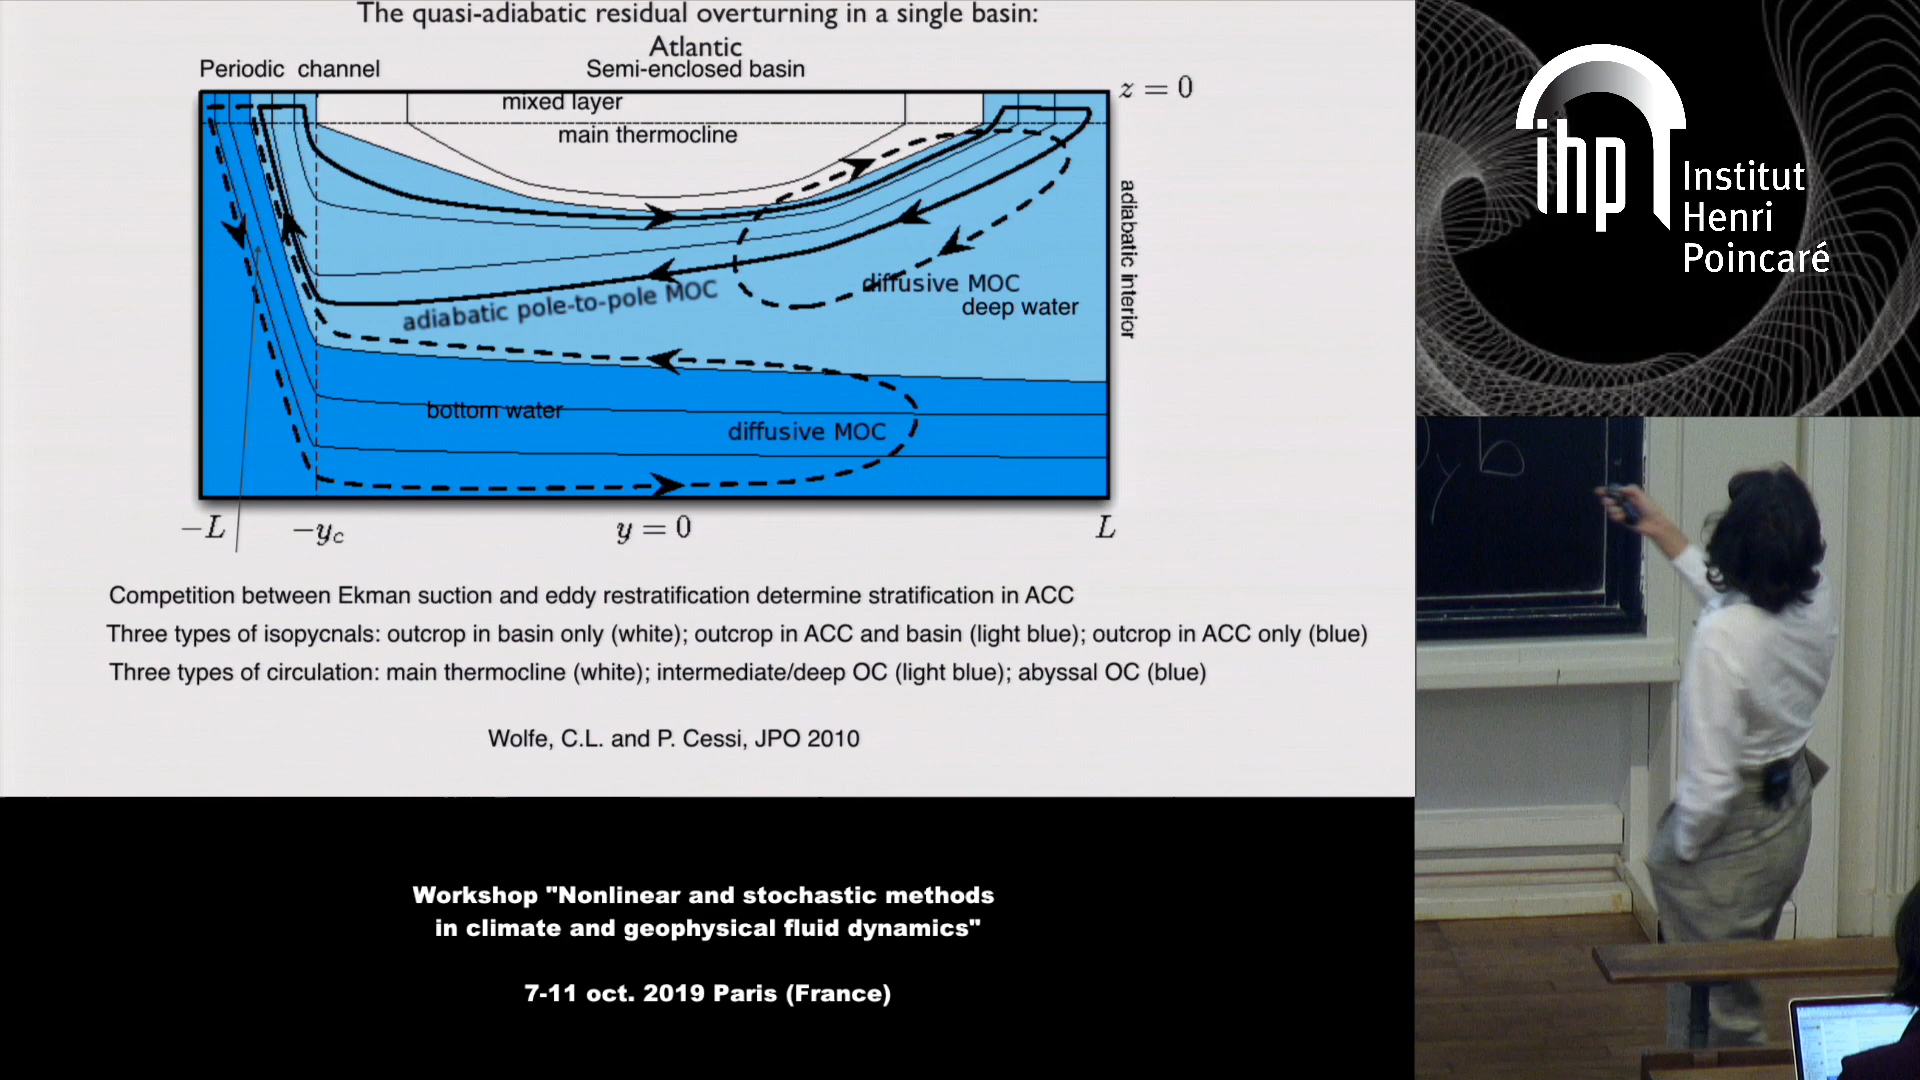 The quasi-adiabatic residual overturning in a single basin:
Atlantic
Periodic channel
Semi-enclosed basin
z = 0
mixed layer
main thermocline
adiabatic interior
diffusive MOC
deep water
adiabatic pole-to-pole MOC
bottom water
diffusive MOC
−L
−yc
y = 0
L
Competition between Ekman suction and eddy restratification determine stratification in ACC
Three types of isopycnals: outcrop in basin only (white); outcrop in ACC and basin (light blue); outcrop in ACC only (blue)
Three types of circulation: main thermocline (white); intermediate/deep OC (light blue); abyssal OC (blue)
Wolfe, C.L. and P. Cessi, JPO 2010
Workshop "Nonlinear and stochastic methods
in climate and geophysical fluid dynamics"
7-11 oct. 2019 Paris (France)
ihp
Institut
Henri
Poincaré
yb